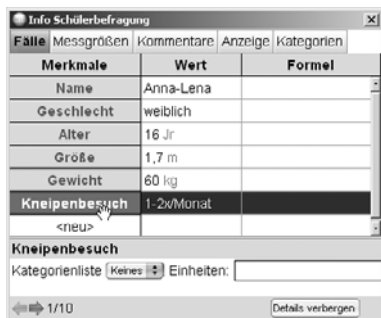 Info Schülerbefragung
Fälle Messgrößen Kommentare Anzeige Kategorien
Merkmale Wert Formel
Name Anna-Lena
Geschlecht weiblich
Alter 16 Jr
Größe 1,7 m
Gewicht 60 kg
Kneipenbesuch 1-2x/Monat
<neu>
Kneipenbesuch
Kategorienliste Keines Einheiten:
1/10 Details verbergen